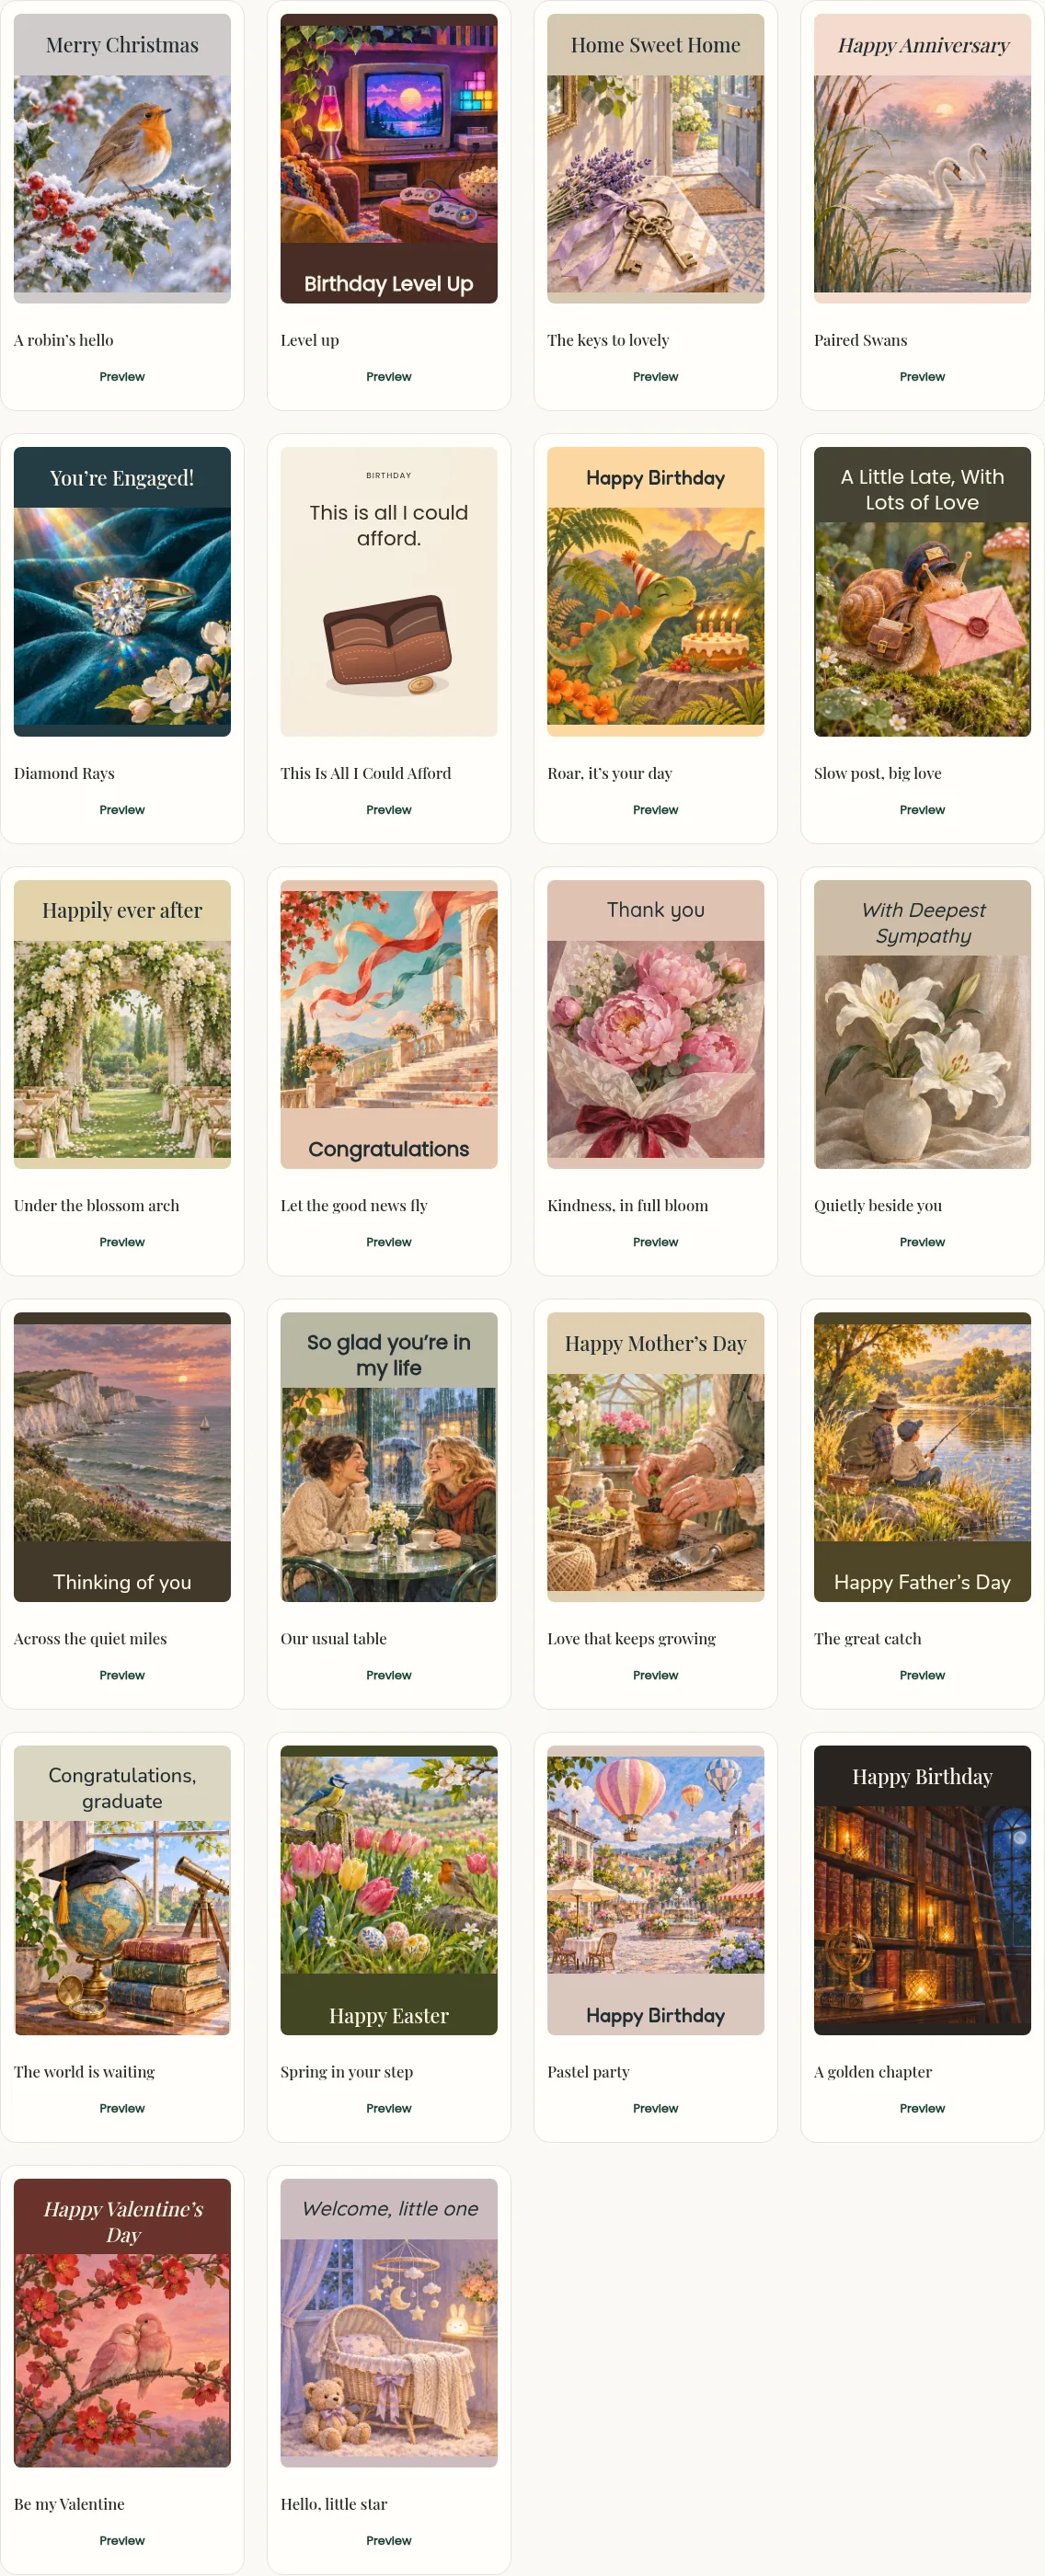 Merry Christmas
A robin's hello
Preview
Birthday Level Up
Level up
Preview
Home Sweet Home
The keys to lovely
Preview
Happy Anniversary
Paired Swans
Preview
You're Engaged!
Diamond Rays
Preview
BIRTHDAY
This is all I could
afford.
This Is All I Could Afford
Preview
Happy Birthday
Roar, it's your day
Preview
A Little Late, With
Lots of Love
Slow post, big love
Preview
Happily ever after
Under the blossom arch
Preview
Congratulations
Let the good news fly
Preview
Thank you
Kindness, in full bloom
Preview
With Deepest
Sympathy
Quietly beside you
Preview
Thinking of you
Across the quiet miles
Preview
So glad you're in
my life
Our usual table
Preview
Happy Mother's Day
Love that keeps growing
Preview
Happy Father's Day
The great catch
Preview
Congratulations,
graduate
The world is waiting
Preview
Happy Easter
Spring in your step
Preview
Happy Birthday
Pastel party
Preview
Happy Birthday
A golden chapter
Preview
Happy Valentine's
Day
Be my Valentine
Preview
Welcome, little one
Hello, little star
Preview